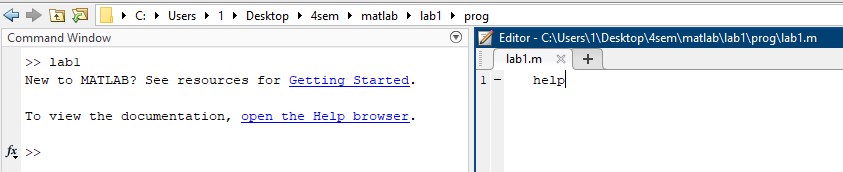 C: Users 1 Desktop 4sem matlab lab1 prog
Command Window
>> lab1
New to MATLAB? See resources for Getting Started.
To view the documentation, open the Help browser.
fx >>
Editor - C:\Users\1\Desktop\4sem\matlab\lab1\prog\lab1.m
lab1.m
1 help